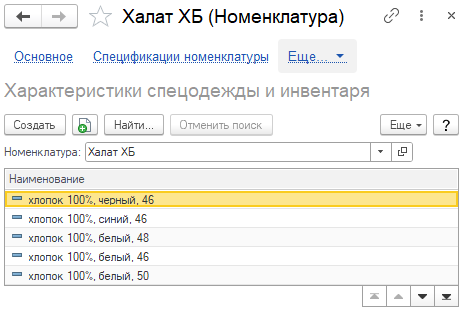 Халат ХБ (Номенклатура)
Основное Спецификации номенклатуры Еще...
Характеристики спецодежды и инвентаря
Создать Найти... Отменить поиск Еще ?
Номенклатура: Халат ХБ
Наименование
хлопок 100%, черный, 46
хлопок 100%, синий, 46
хлопок 100%, белый, 48
хлопок 100%, белый, 46
хлопок 100%, белый, 50